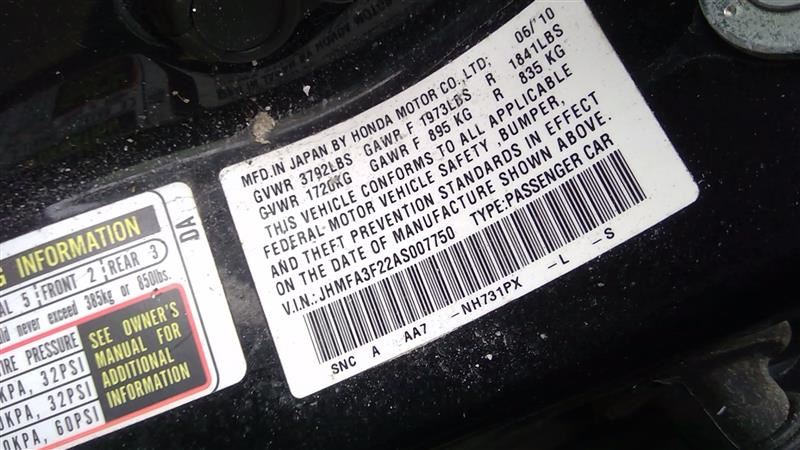 MFD.IN JAPAN BY HONDA MOTOR CO.,LTD: 06/'10
GVWR 3792LBS GAWR F 1973LBS R 1841LBS
GVWR 1720KG GAWR F 895 KG R 835 KG
THIS VEHICLE CONFORMS TO ALL APPLICABLE
FEDERAL MOTOR VEHICLE SAFETY ,BUMPER,
AND THEFT PREVENTION STANDARDS IN EFFECT
ON THE DATE OF MANUFACTURE SHOWN ABOVE.
V.I.N.:JHMFA3F22AS007750 TYPE:PASSENGER CAR
SNC A AA7 -NH731PX -L -S
DA
G INFORMATION
AL 5 FRONT 2 REAR 3
never exceed 385kg or 850lbs.
PRESSURE
KPA, 32PSI
KPA, 32PSI
KPA, 60PSI
SEE OWNER'S
MANUAL FOR
ADDITIONAL
INFORMATION